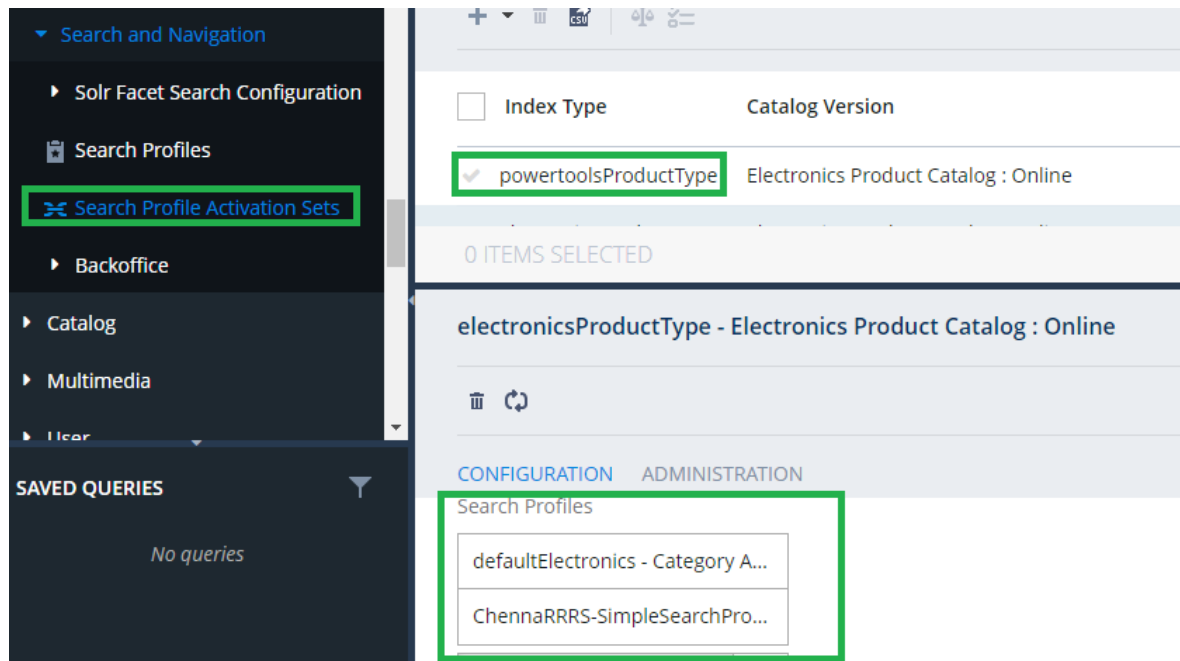 Search and Navigation
Solr Facet Search Configuration
Search Profiles
Search Profile Activation Sets
Backoffice
Catalog
Multimedia
User
SAVED QUERIES
No queries
CSV
Index Type Catalog Version
powertoolsProductType Electronics Product Catalog : Online
0 ITEMS SELECTED
electronicsProductType - Electronics Product Catalog : Online
CONFIGURATION ADMINISTRATION
Search Profiles
defaultElectronics - Category A...
ChennaRRRS-SimpleSearchPro...